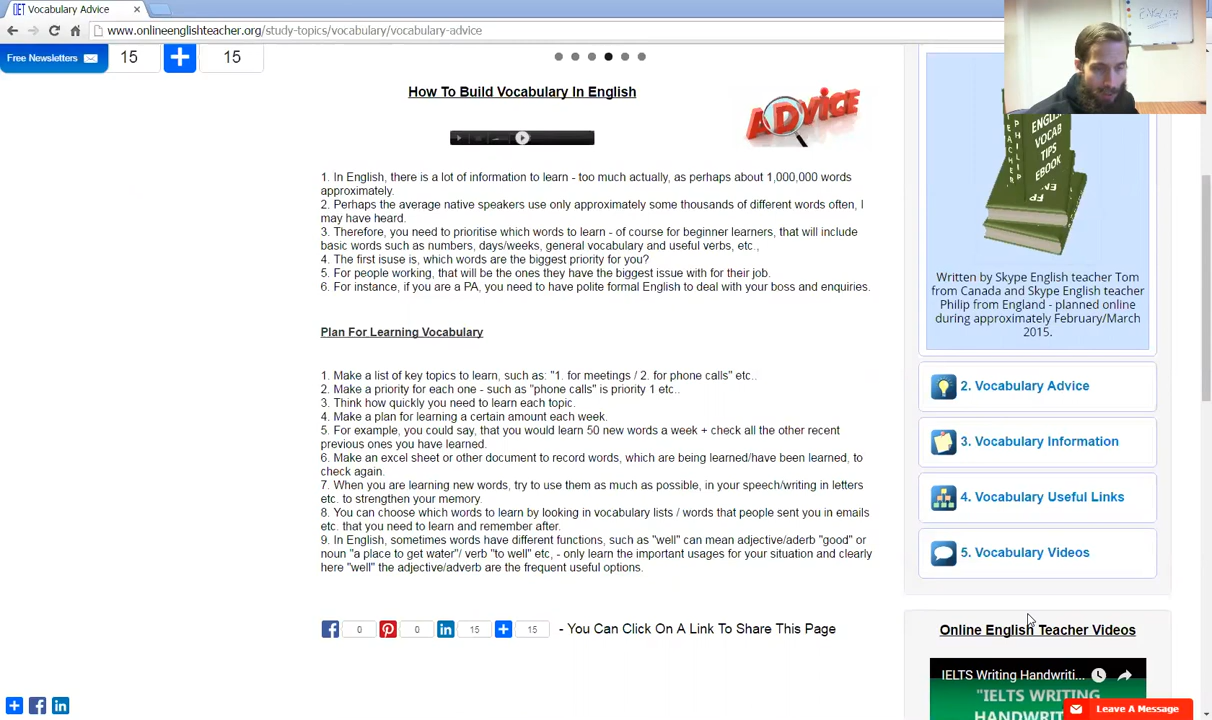 Vocabulary Advice
www.onlineenglishteacher.org/study-topics/vocabulary/vocabulary-advice
ENGLISH
Free Newsletters
15
15
How To Build Vocabulary In English
ADVICE
1. In English, there is a lot of information to learn - too much actually, as perhaps about 1,000,000 words
approximately.
2. Perhaps the average native speakers use only approximately some thousands of different words often, I
may have heard.
3. Therefore, you need to prioritise which words to learn - of course for beginner learners, that will include
basic words such as numbers, days/weeks, general vocabulary and useful verbs, etc.,
4. The first isuse is, which words are the biggest priority for you?
5. For people working, that will be the ones they have the biggest issue with for their job.
6. For instance, if you are a PA, you need to have polite formal English to deal with your boss and enquiries.
Plan For Learning Vocabulary
1. Make a list of key topics to learn, such as: "1. for meetings / 2. for phone calls" etc..
2. Make a priority for each one - such as "phone calls" is priority 1 etc..
3. Think how quickly you need to learn each topic.
4. Make a plan for learning a certain amount each week.
5. For example, you could say, that you would learn 50 new words a week + check all the other recent
previous ones you have learned.
6. Make an excel sheet or other document to record words, which are being learned/have been learned, to
check again.
7. When you are learning new words, try to use them as much as possible, in your speech/writing in letters
etc. to strengthen your memory.
8. You can choose which words to learn by looking in vocabulary lists / words that people sent you in emails
etc. that you need to learn and remember after.
9. In English, sometimes words have different functions, such as "well" can mean adjective/aderb "good" or
noun "a place to get water"/ verb "to well" etc, - only learn the important usages for your situation and clearly
here "well" the adjective/adverb are the frequent useful options.
0
0
15
15
- You Can Click On A Link To Share This Page
PHILIP
ENGLISH
VOCAB
TIPS
EBOOK
Written by Skype English teacher Tom
from Canada and Skype English teacher
Philip from England - planned online
during approximately February/March
2015.
2. Vocabulary Advice
3. Vocabulary Information
4. Vocabulary Useful Links
5. Vocabulary Videos
Online English Teacher Videos
IELTS Writing Handwriti...
"IELTS WRITING
Leave A Message